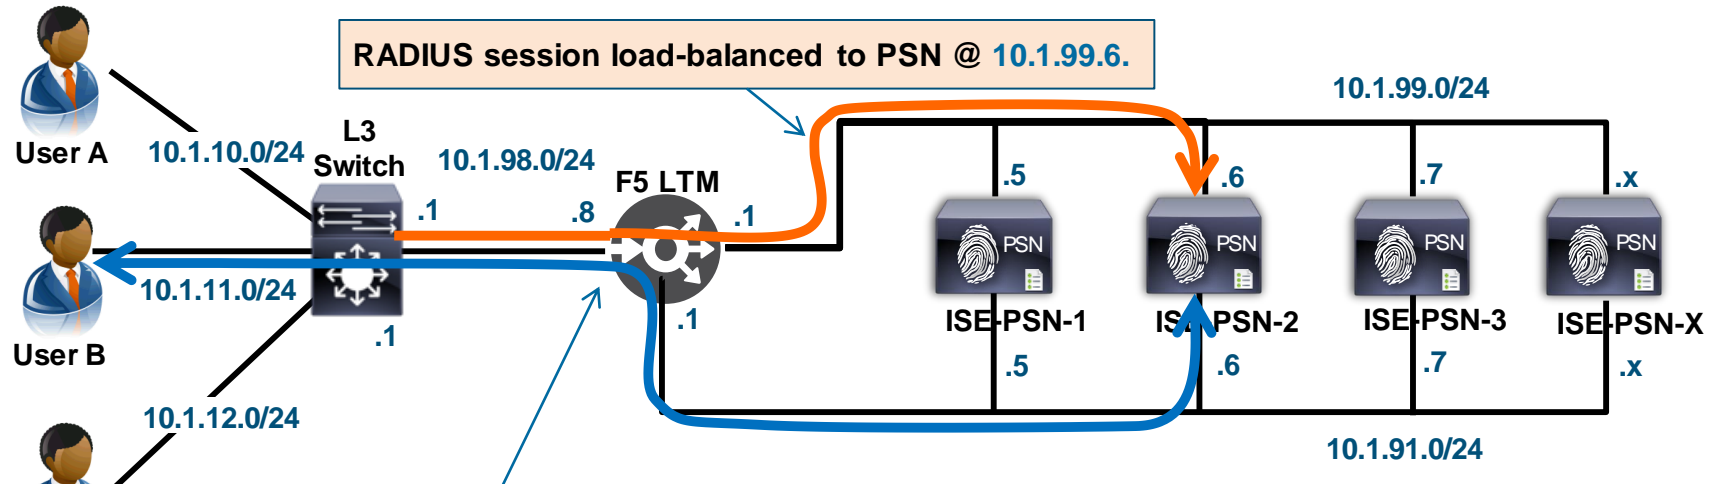 RADIUS session load-balanced to PSN @ 10.1.99.6.
10.1.99.0/24
User A
10.1.10.0/24
L3
Switch
10.1.98.0/24
F5 LTM
.5
.6
.7
.x
.1
.8
.1
PSN
PSN
PSN
PSN
10.1.11.0/24
.1
.1
ISE-PSN-1
ISE-PSN-2
ISE-PSN-3
ISE-PSN-X
User B
.5
.6
.7
.x
10.1.12.0/24
10.1.91.0/24